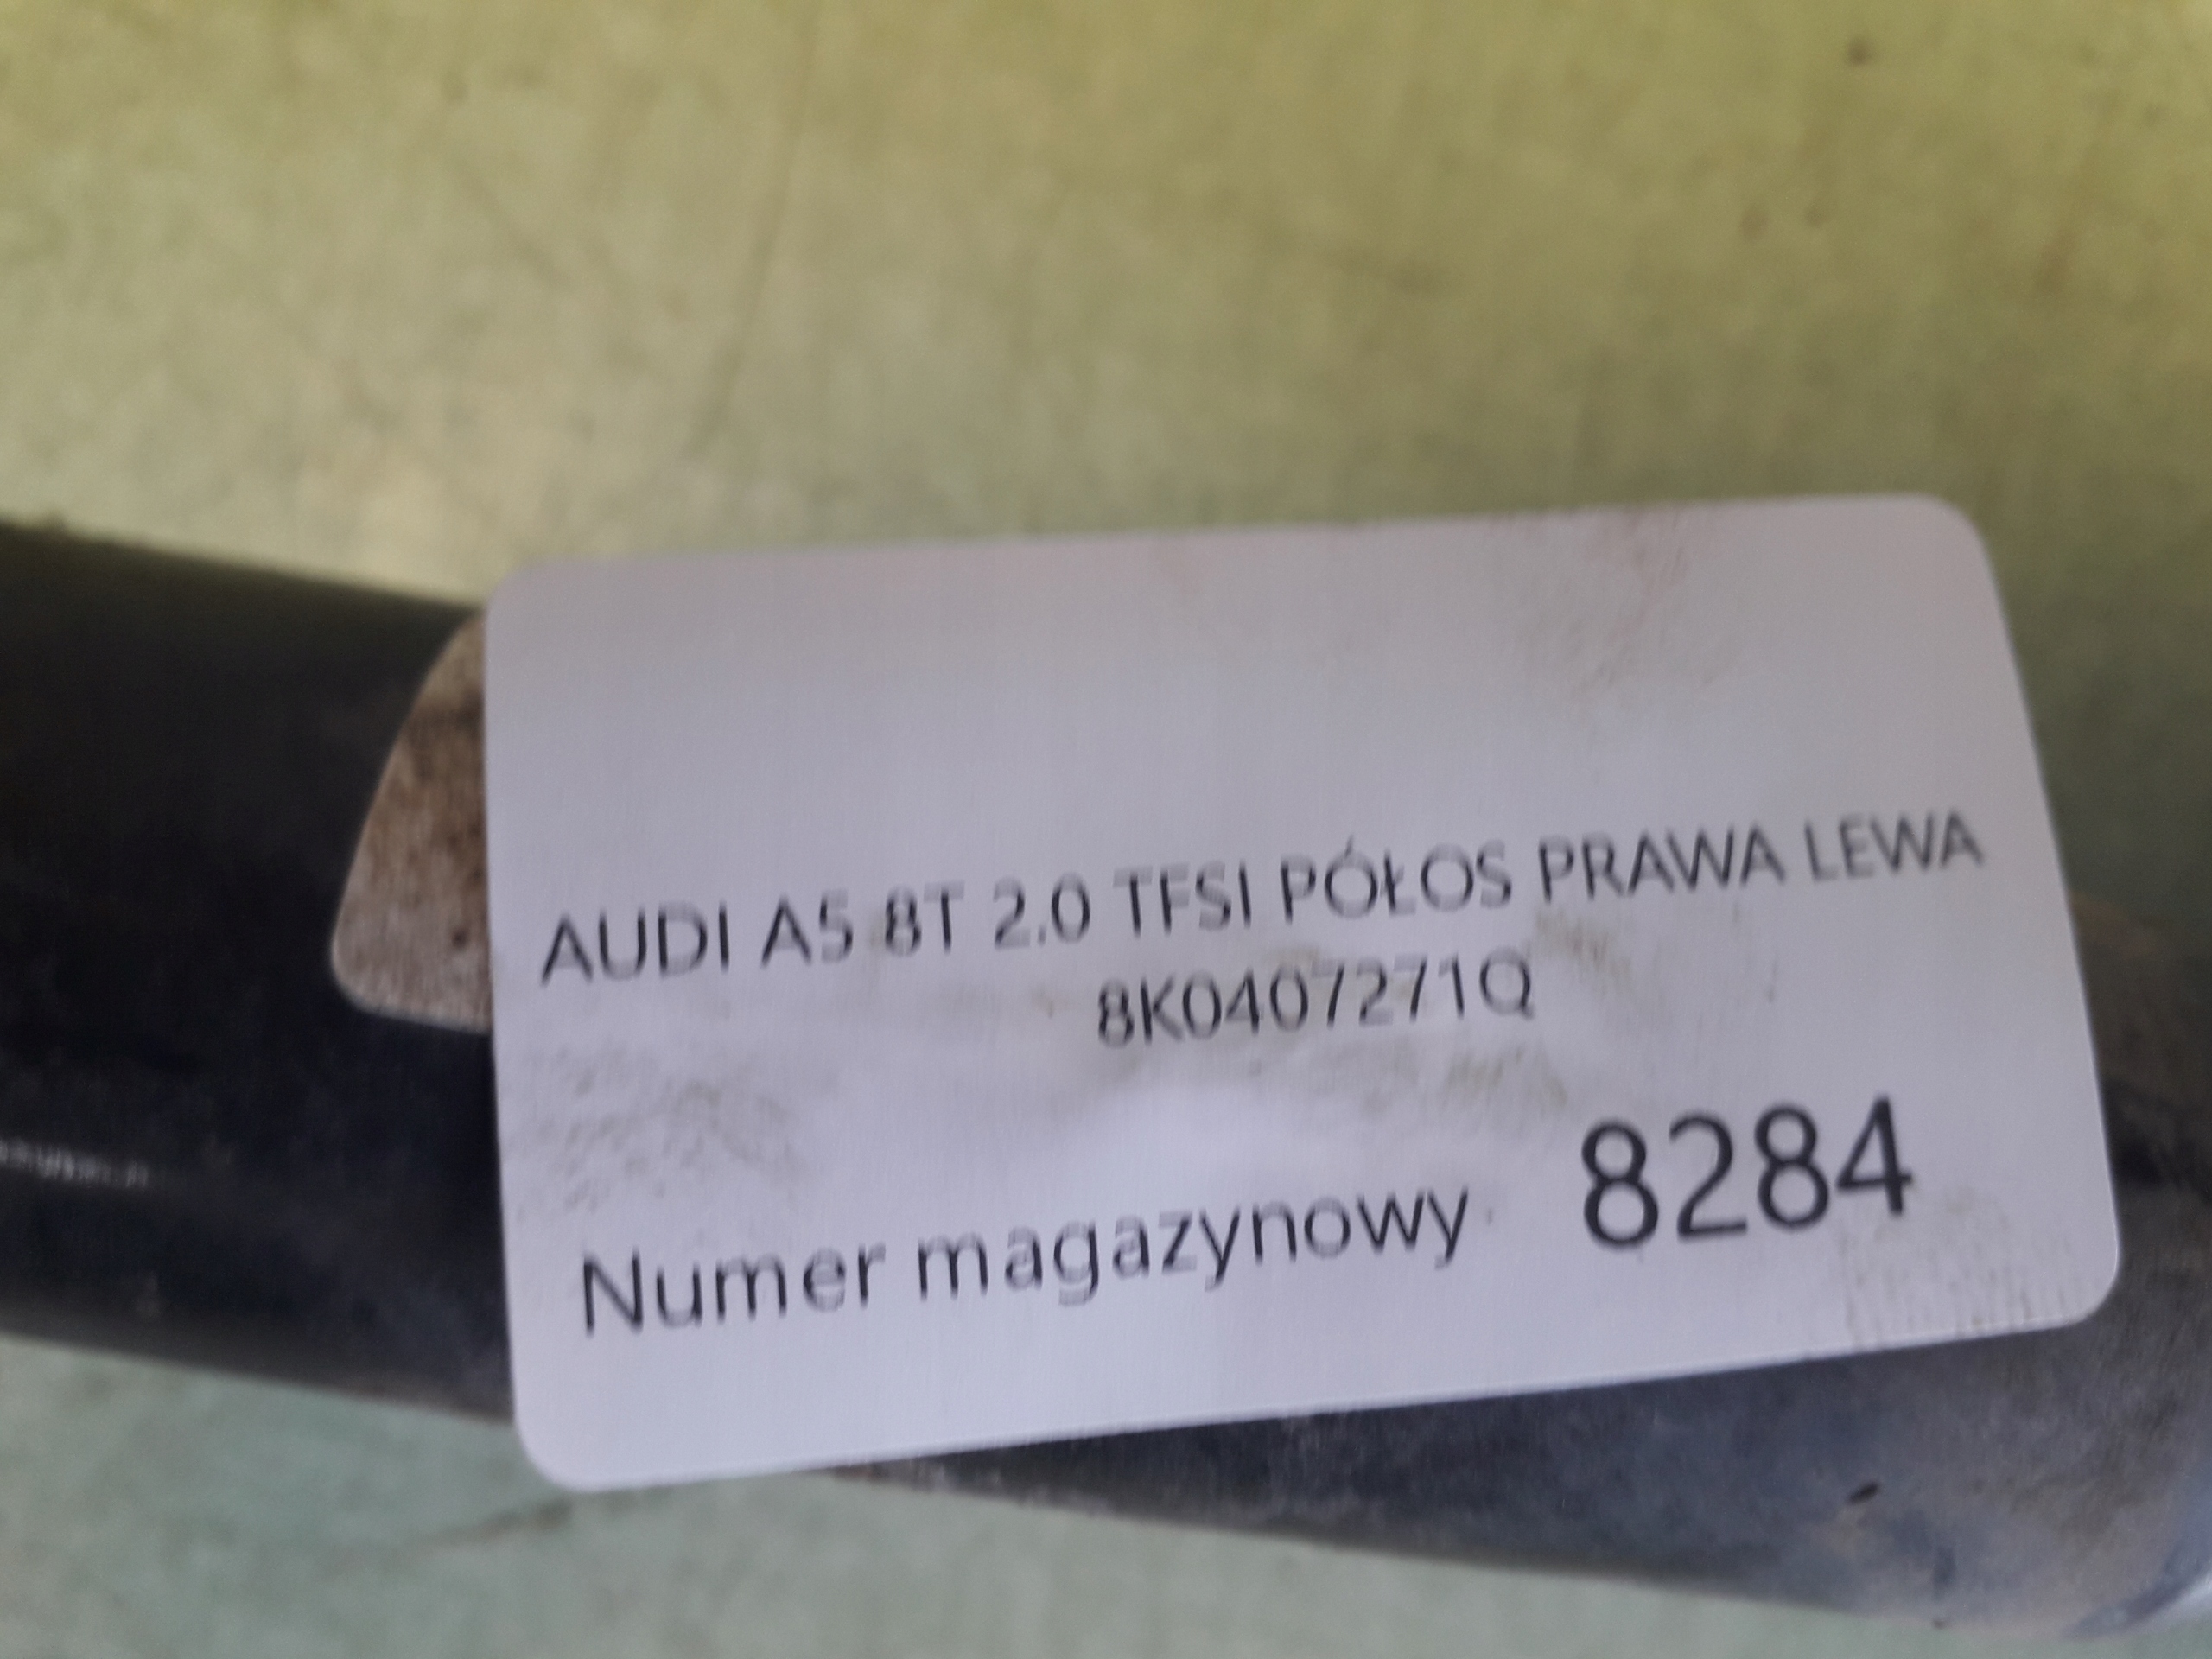 AUDI A5 8T 2.0 TFSI PÓŁOS PRAWA LEWA
8K0407271Q
Numer magazynowy 8284